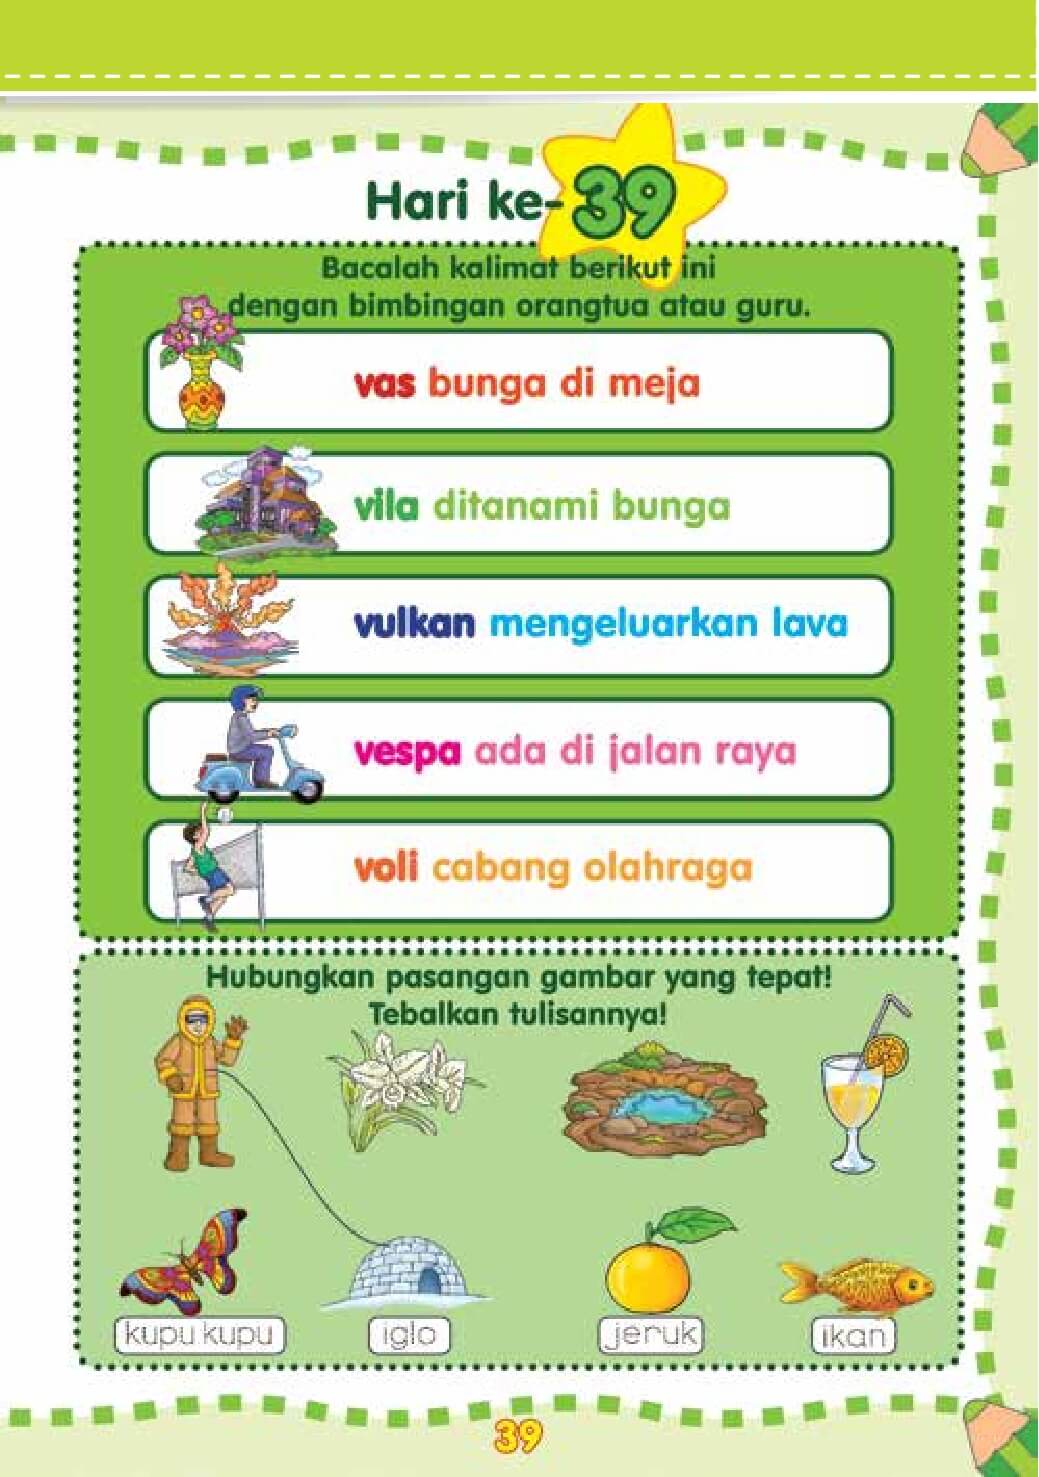 Hari ke-39
Bacalah kalimat berikut ini
dengan bimbingan orangtua atau guru.
vas bunga di meja
vila ditanami bunga
vulkan mengeluarkan lava
vespa ada di jalan raya
voli cabang olahraga
Hubungkan pasangan gambar yang tepat!
Tebalkan tulisannya!
kupu kupu
iglo
jeruk
ikan
39